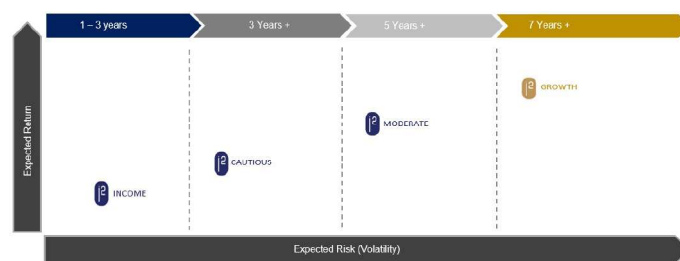 1 – 3 years
3 Years +
5 Years +
7 Years +
Expected Return
GROWTH
MODERATE
CAUTIOUS
INCOME
Expected Risk (Volatility)